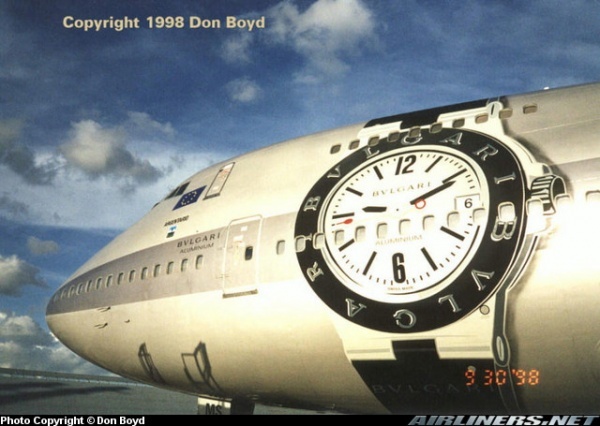 Copyright 1998 Don Boyd
BVLGARI BVLGARI
12
BVLGARI
6
ALUMINIUM
6
BVLGARI
ALUMINIUM
MS
9 30 '98
Photo Copyright © Don Boyd
AIRLINERS.NET